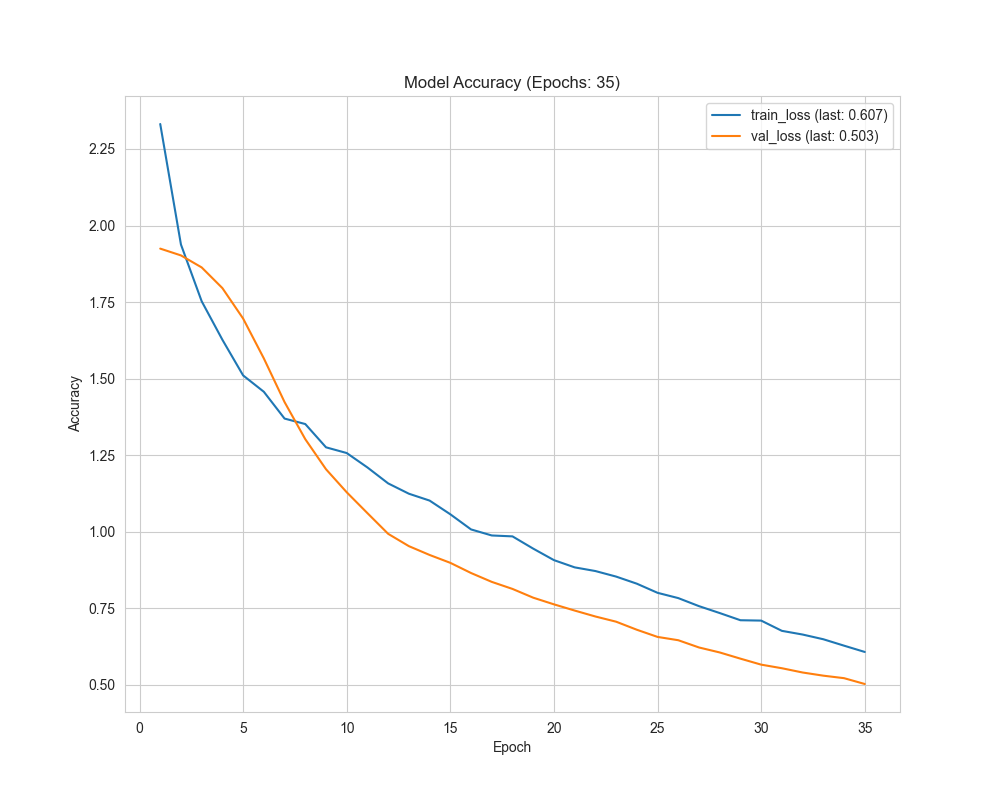 Model Accuracy (Epochs: 35)
train_loss (last: 0.607)
val_loss (last: 0.503)
Accuracy
2.25
2.00
1.75
1.50
1.25
1.00
0.75
0.50
0 5 10 15 20 25 30 35
Epoch